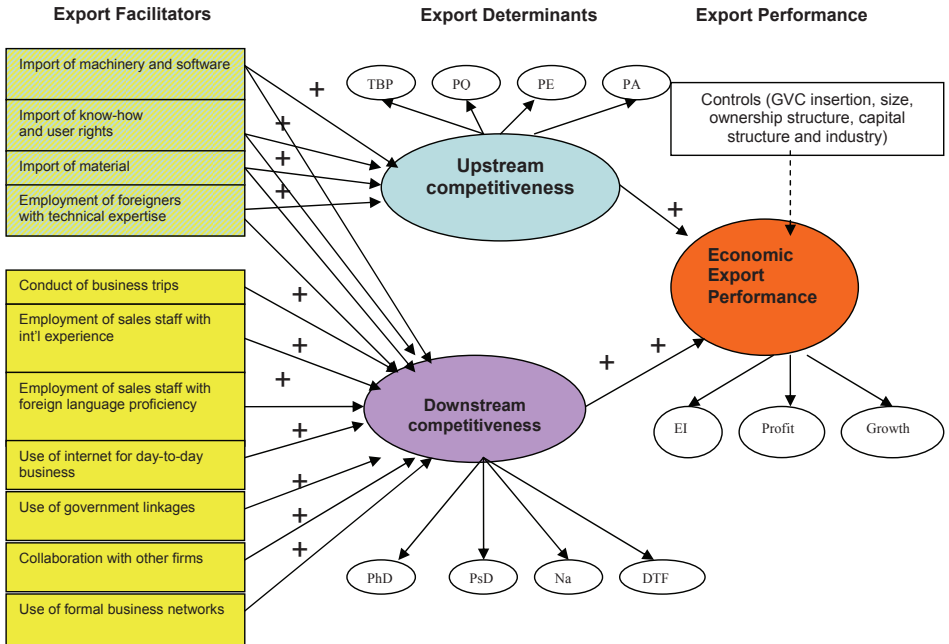 Export Facilitators
Export Determinants
Export Performance
Import of machinery and software
Import of know-how
and user rights
Import of material
Employment of foreigners
with technical expertise
Conduct of business trips
Employment of sales staff with
int'l experience
Employment of sales staff with
foreign language proficiency
Use of internet for day-to-day
business
Use of government linkages
Collaboration with other firms
Use of formal business networks
+
+
+
+
+
+
+
+
+
+
+
TBP
PQ
PE
PA
Upstream
competitiveness
Downstream
competitiveness
PhD
PsD
Na
DTF
+
+
+
Controls (GVC insertion, size,
ownership structure, capital
structure and industry)
Economic
Export
Performance
EI
Profit
Growth